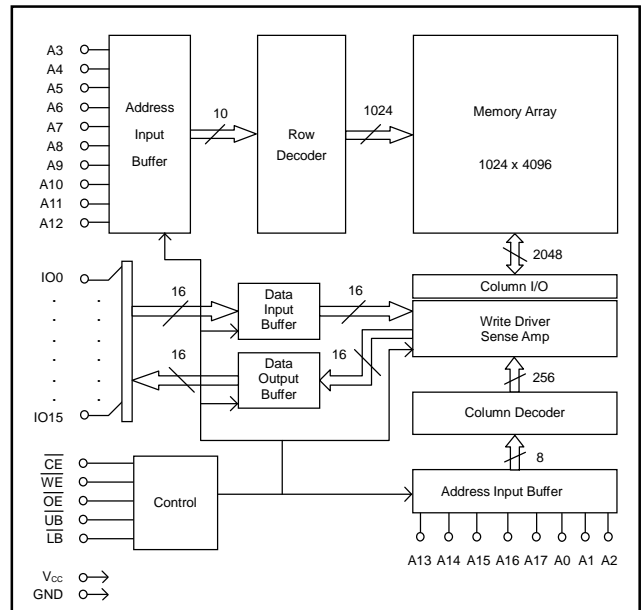 A3
A4
A5
A6
A7
A8
A9
A10
A11
A12
Address
Input
Buffer
10
Row
Decoder
1024
Memory Array
1024 x 4096
2048
Column I/O
Write Driver
Sense Amp
256
Column Decoder
8
Address Input Buffer
A13 A14 A15 A16 A17 A0 A1 A2
IO0
IO15
16
Data
Input
Buffer
16
16
Data
Output
Buffer
16
CE
WE
OE
UB
LB
Control
Vcc
GND